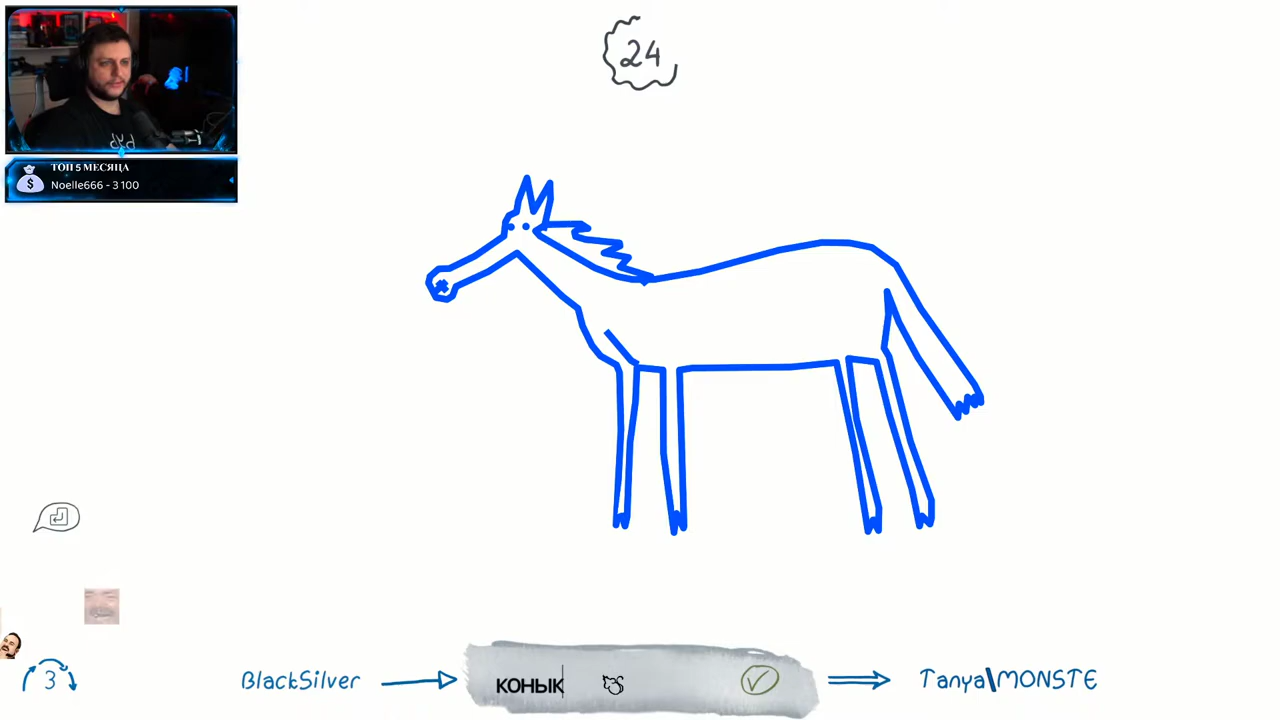 24
ТОП 5 МЕСЯЦА
Noelle666 - 3 100
3
BlackSilver
конык
Tanya\MONSTE